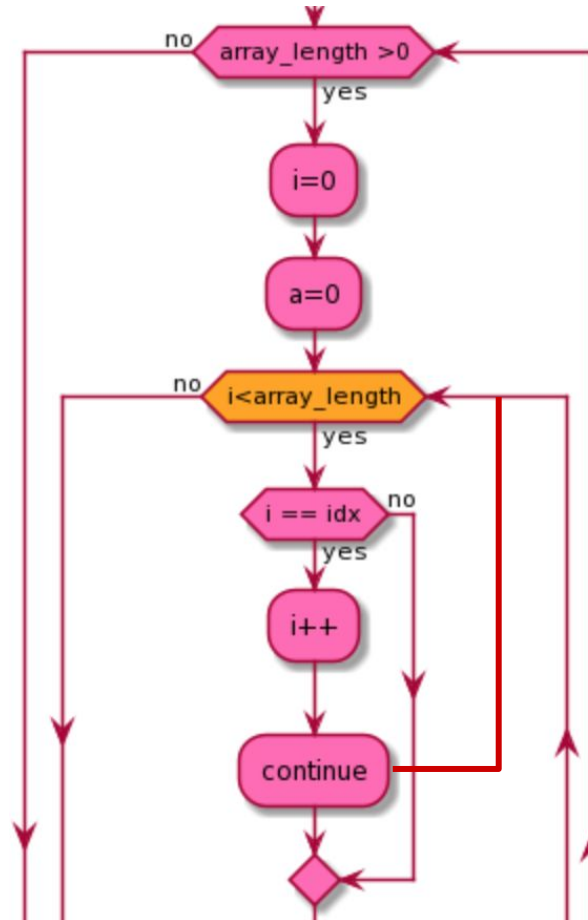 no
array_length >0
yes
i=0
a=0
no
i<array_length
yes
i == idx
no
yes
i++
continue